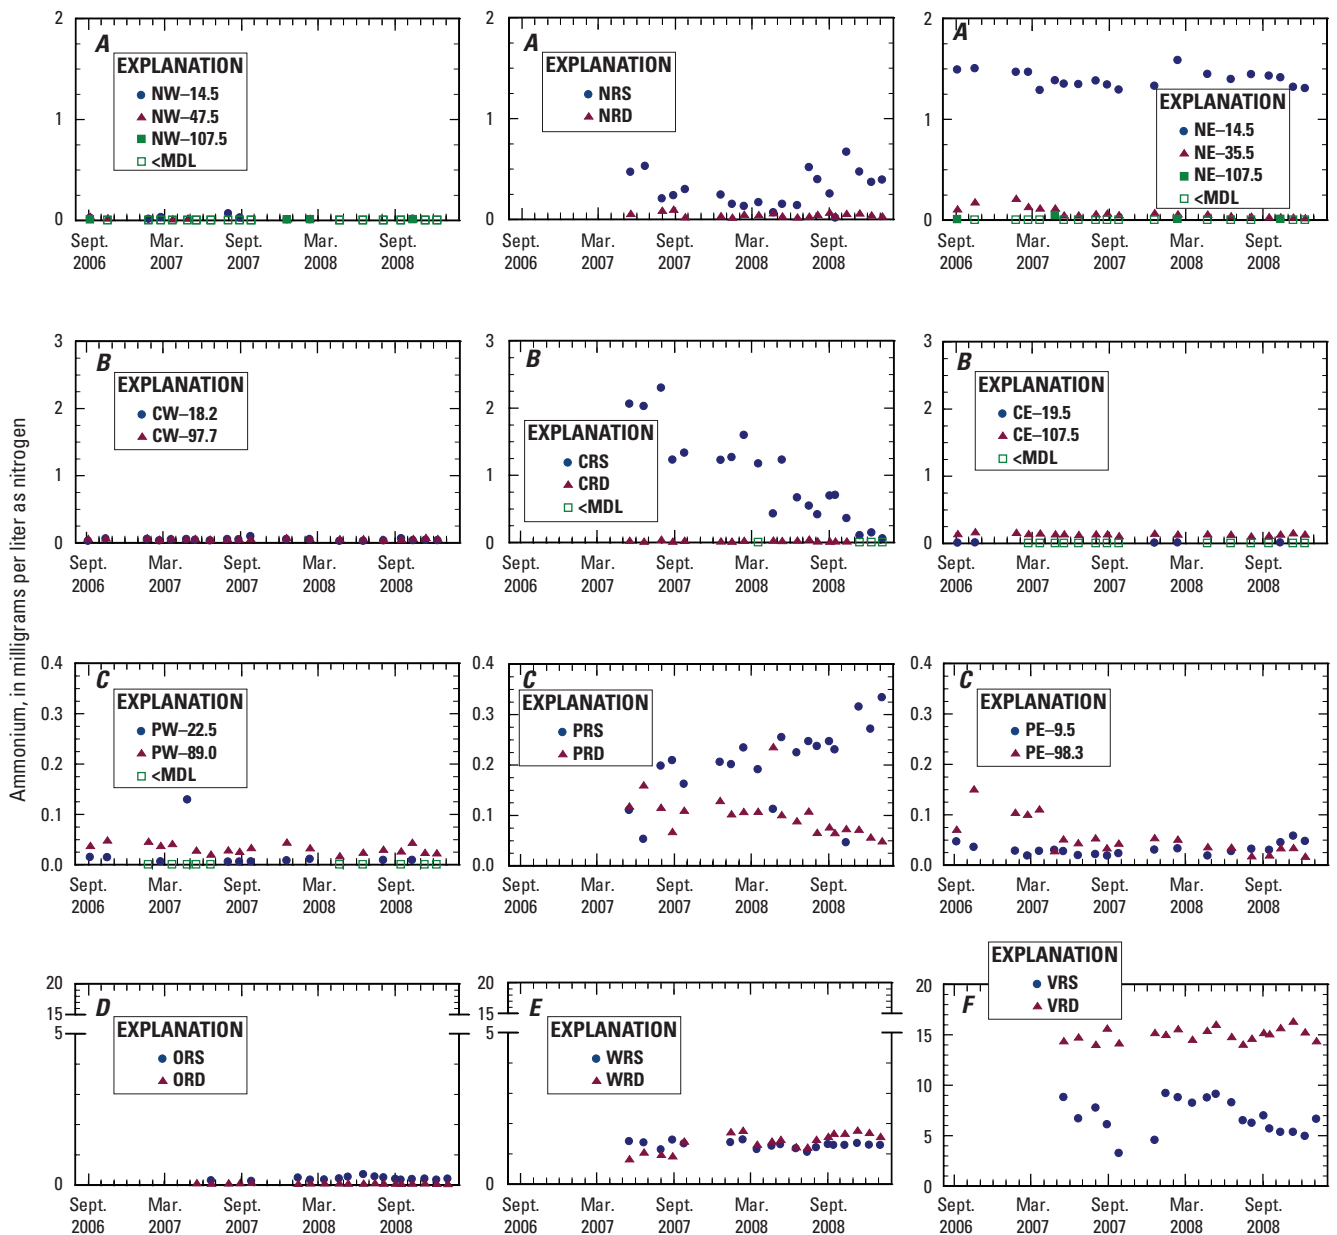 Ammonium, in milligrams per liter as nitrogen
2
1
0
A
EXPLANATION
NW–14.5
NW–47.5
NW–107.5
<MDL
Sept. Mar. Sept. Mar. Sept.
2006 2007 2007 2008 2008
2
1
0
A
EXPLANATION
NRS
NRD
Sept. Mar. Sept. Mar. Sept.
2006 2007 2007 2008 2008
2
1
0
A
EXPLANATION
NE–14.5
NE–35.5
NE–107.5
<MDL
Sept. Mar. Sept. Mar. Sept.
2006 2007 2007 2008 2008
3
2
1
0
B
EXPLANATION
CW–18.2
CW–97.7
Sept. Mar. Sept. Mar. Sept.
2006 2007 2007 2008 2008
3
2
1
0
B
EXPLANATION
CRS
CRD
<MDL
Sept. Mar. Sept. Mar. Sept.
2006 2007 2007 2008 2008
3
2
1
0
B
EXPLANATION
CE–19.5
CE–107.5
<MDL
Sept. Mar. Sept. Mar. Sept.
2006 2007 2007 2008 2008
0.4
0.3
0.2
0.1
0.0
C
EXPLANATION
PW–22.5
PW–89.0
<MDL
Sept. Mar. Sept. Mar. Sept.
2006 2007 2007 2008 2008
0.4
0.3
0.2
0.1
0.0
C
EXPLANATION
PRS
PRD
Sept. Mar. Sept. Mar. Sept.
2006 2007 2007 2008 2008
0.4
0.3
0.2
0.1
0.0
C
EXPLANATION
PE–9.5
PE–98.3
Sept. Mar. Sept. Mar. Sept.
2006 2007 2007 2008 2008
20
15
5
0
D
EXPLANATION
ORS
ORD
Sept. Mar. Sept. Mar. Sept.
2006 2007 2007 2008 2008
20
15
5
0
E
EXPLANATION
WRS
WRD
Sept. Mar. Sept. Mar. Sept.
2006 2007 2007 2008 2008
EXPLANATION
VRS
VRD
20
15
10
5
0
F
Sept. Mar. Sept. Mar. Sept.
2006 2007 2007 2008 2008